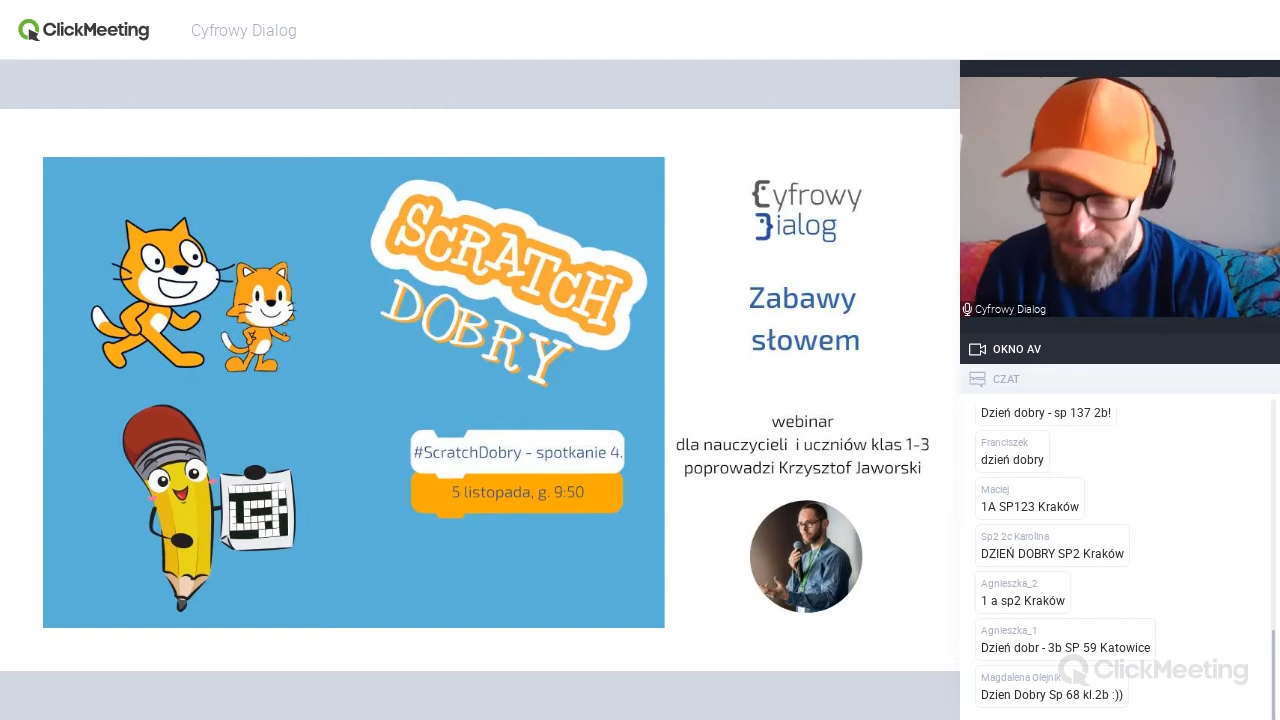 ClickMeeting
Cyfrowy Dialog
SCRATCH
DOBRY
#ScratchDobry - spotkanie 4.
5 listopada, g. 9:50
Cyfrowy
Dialog
Zabawy
słowem
webinar
dla nauczycieli i uczniów klas 1-3
poprowadzi Krzysztof Jaworski
Cyfrowy Dialog
OKNO AV
CZAT
Dzień dobry - sp 137 2b!
Franciszek
dzień dobry
Maciej
1A SP123 Kraków
Sp2 2c Karolina
DZIEŃ DOBRY SP2 Kraków
Agnieszka_2
1 a sp2 Kraków
Agnieszka_1
Dzień dobr - 3b SP 59 Katowice
Magdalena Olejnik
Dzien Dobry Sp 68 kl.2b :))
ClickMeeting